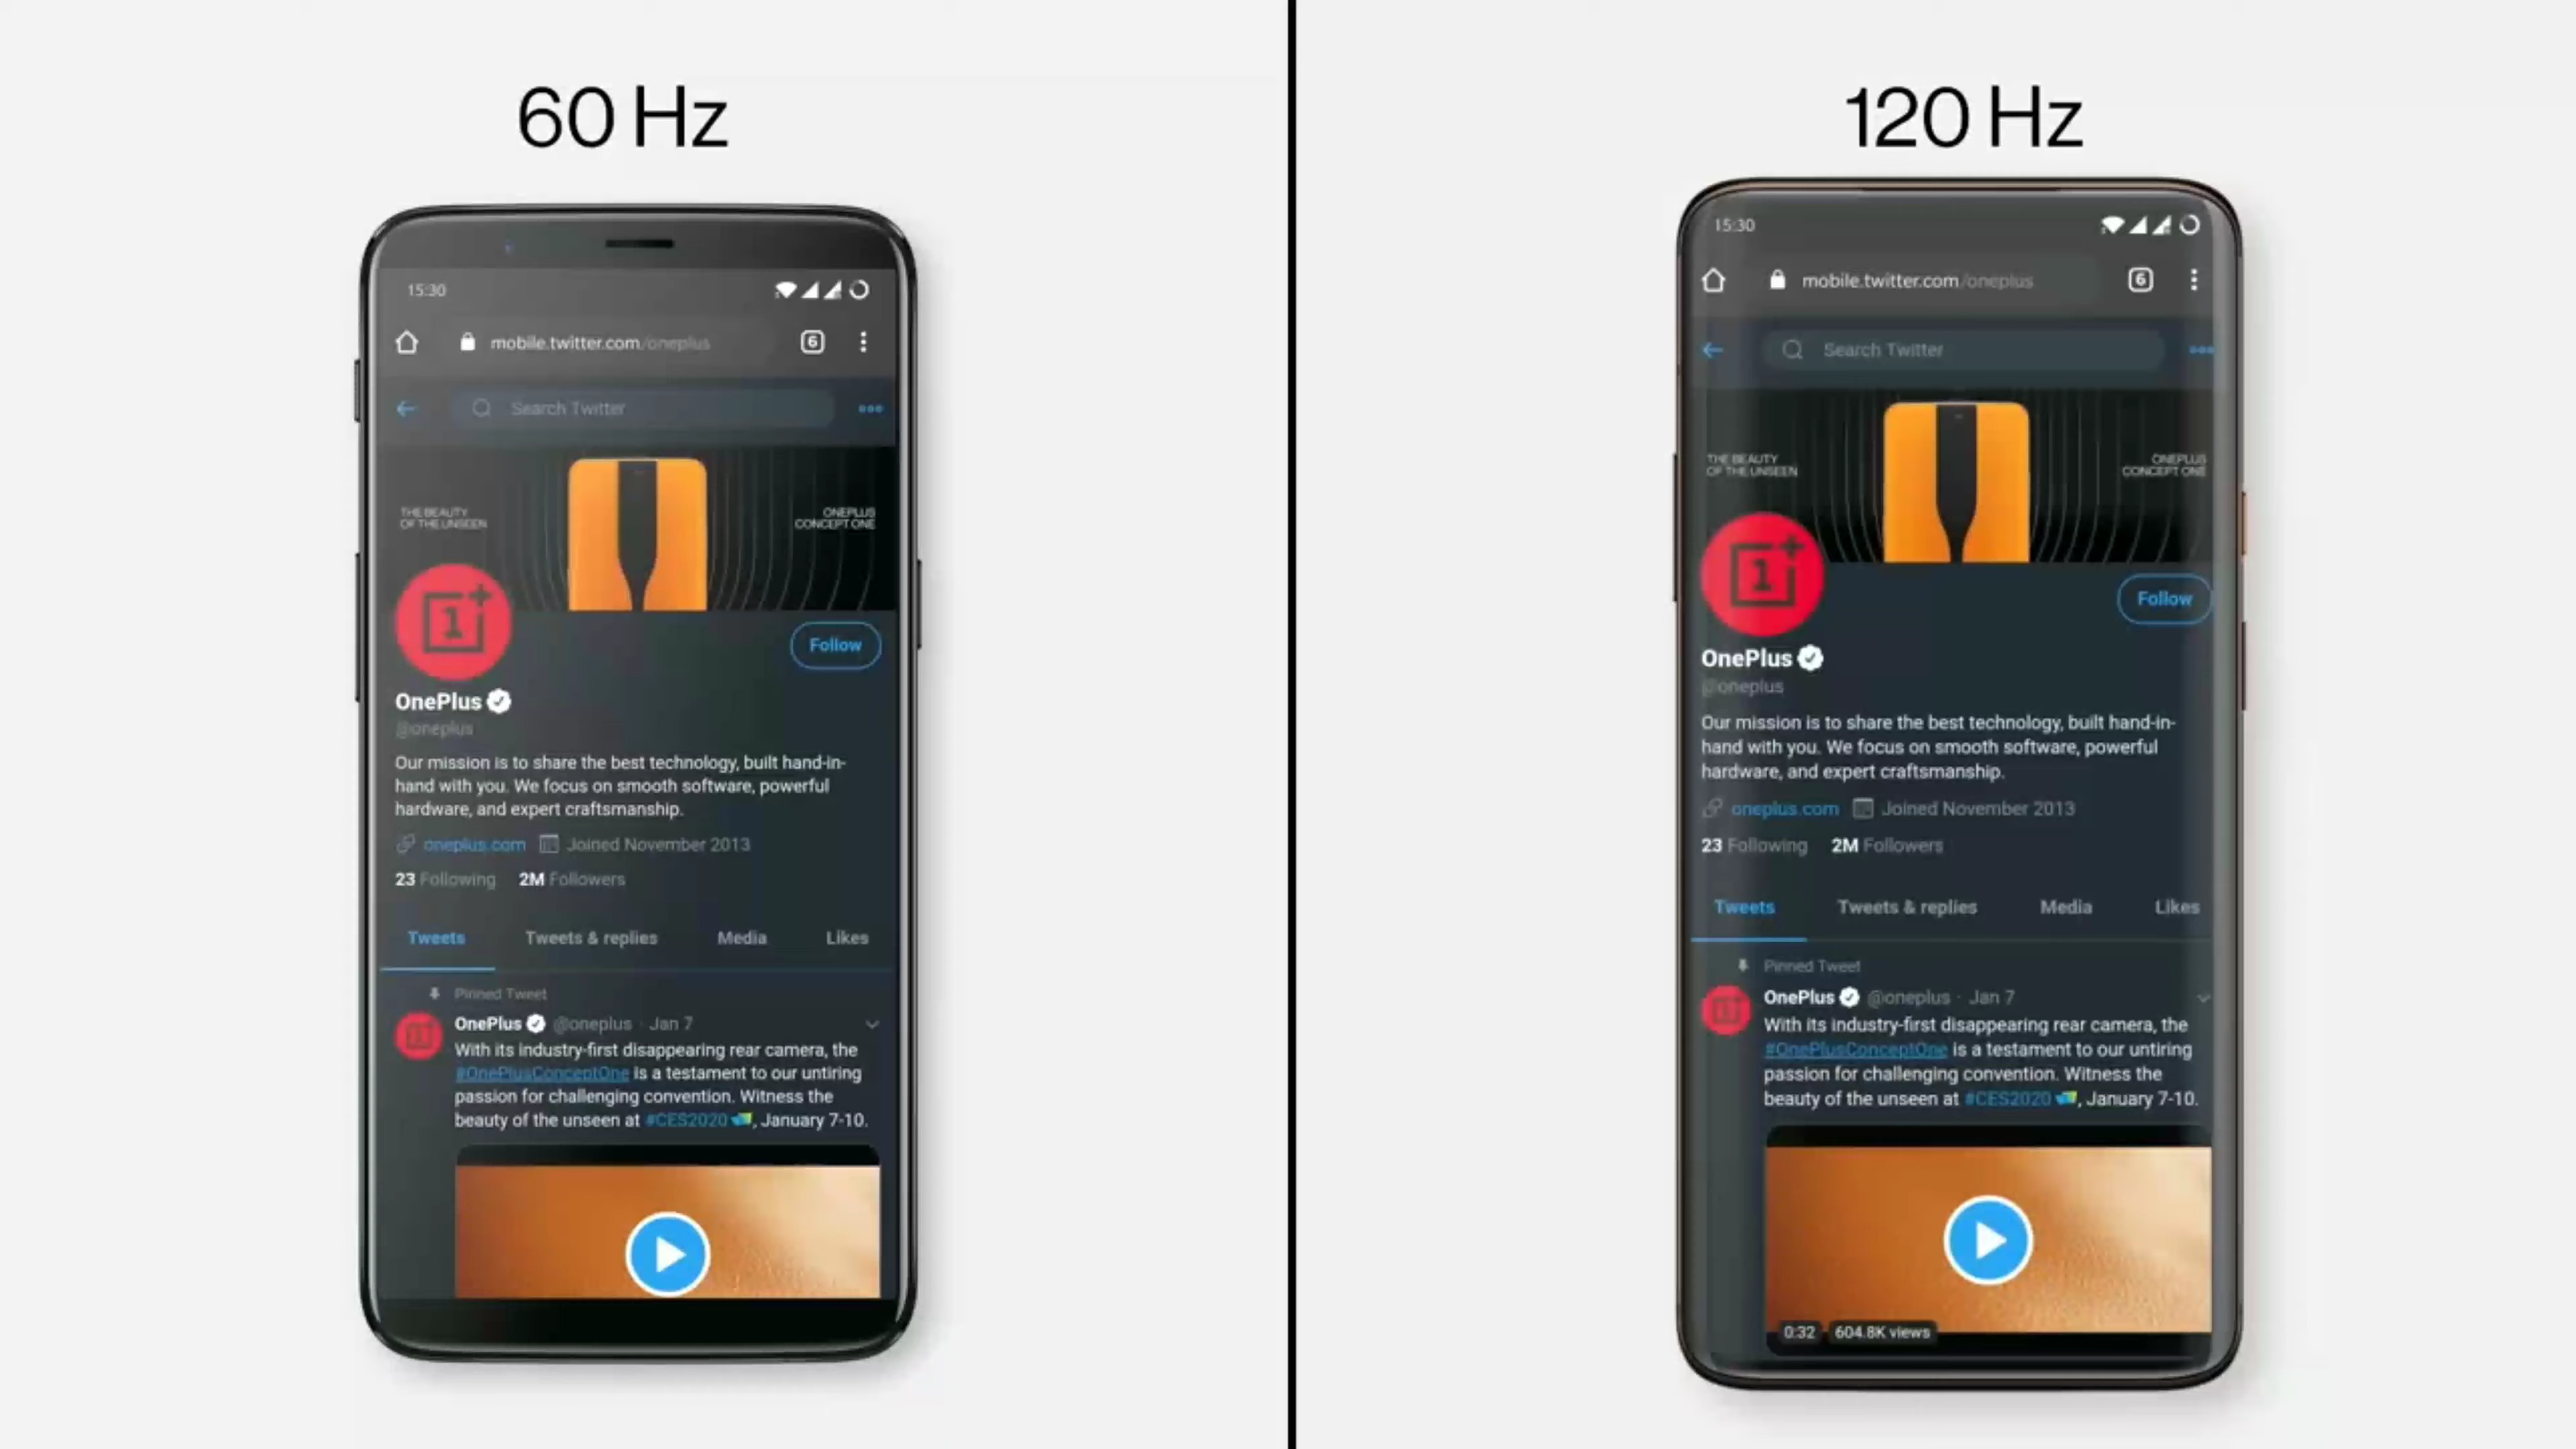 60 Hz
15:30
mobile.twitter.com/oneplus
6
Search Twitter
THE BEAUTY
OF THE UNSEEN
ONEPLUS
CONCEPT ONE
1+
Follow
OnePlus
@oneplus
Our mission is to share the best technology, built hand-in-
hand with you. We focus on smooth software, powerful
hardware, and expert craftsmanship.
oneplus.com Joined November 2013
23 Following 2M Followers
Tweets Tweets & replies Media Likes
Pinned Tweet
OnePlus @oneplus · Jan 7
With its industry-first disappearing rear camera, the
#OnePlusConceptOne is a testament to our untiring
passion for challenging convention. Witness the
beauty of the unseen at #CES2020, January 7-10.
120 Hz
15:30
mobile.twitter.com/oneplus
6
Search Twitter
THE BEAUTY
OF THE UNSEEN
ONEPLUS
CONCEPT ONE
1+
Follow
OnePlus
@oneplus
Our mission is to share the best technology, built hand-in-
hand with you. We focus on smooth software, powerful
hardware, and expert craftsmanship.
oneplus.com Joined November 2013
23 Following 2M Followers
Tweets Tweets & replies Media Likes
Pinned Tweet
OnePlus @oneplus · Jan 7
With its industry-first disappearing rear camera, the
#OnePlusConceptOne is a testament to our untiring
passion for challenging convention. Witness the
beauty of the unseen at #CES2020, January 7-10.
0:32 604.8K views